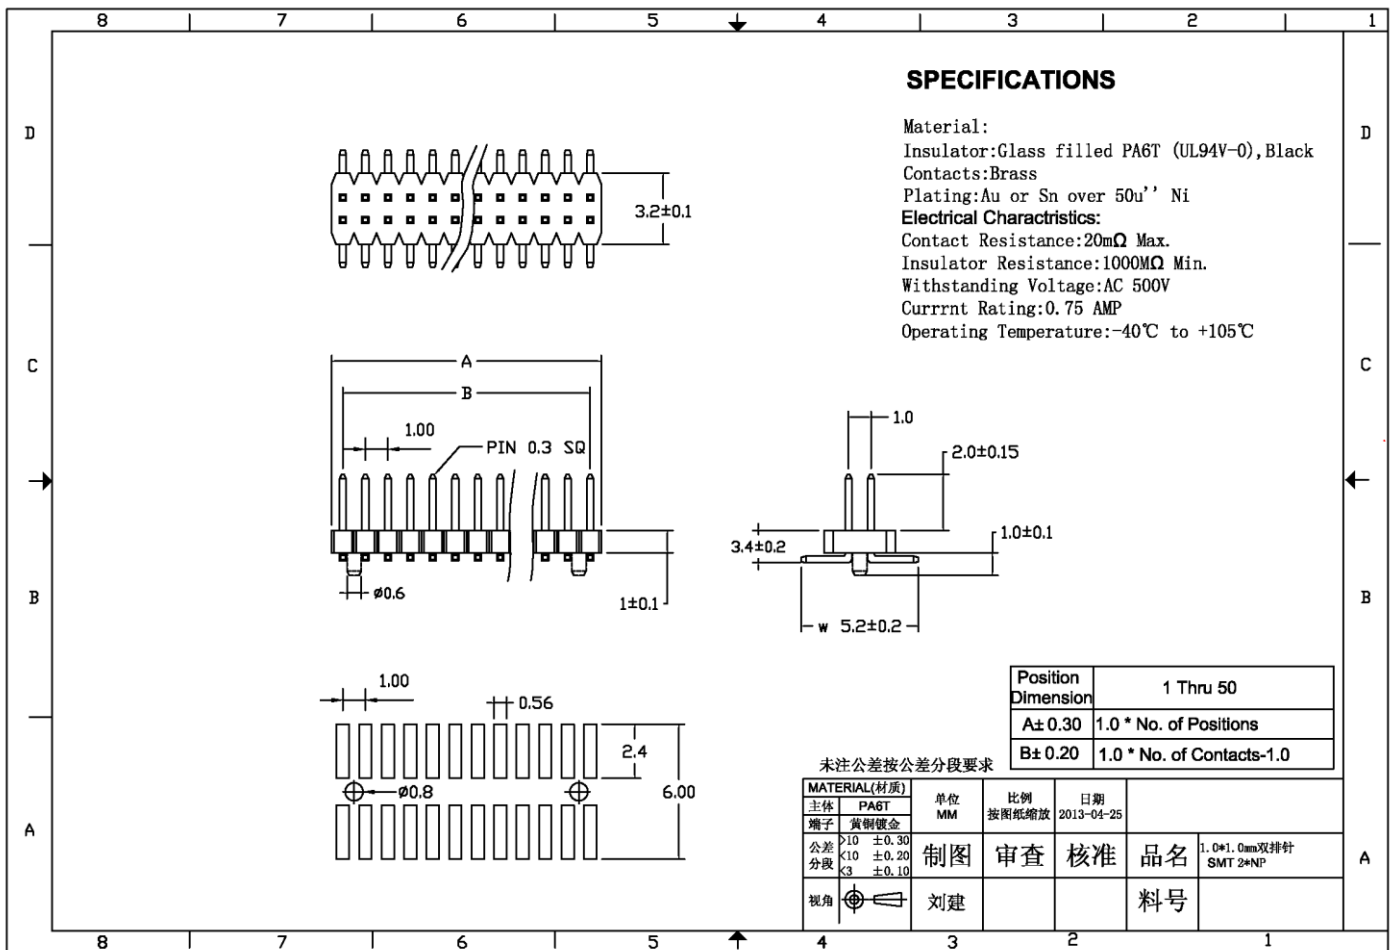 8 7 6 5 4 3 2 1
D D
SPECIFICATIONS
Material:
Insulator:Glass filled PA6T (UL94V-0),Black
Contacts:Brass
Plating:Au or Sn over 50u'' Ni
Electrical Charactristics:
Contact Resistance:20mΩ Max.
Insulator Resistance:1000MΩ Min.
Withstanding Voltage:AC 500V
Currrnt Rating:0.75 AMP
Operating Temperature:-40℃ to +105℃
3.2±0.1
C C
A
B
1.00
PIN 0.3 SQ
ø0.6
1±0.1
1.0
2.0±0.15
3.4±0.2
1.0±0.1
w 5.2±0.2
B B
1.00
0.56
2.4
ø0.8
6.00
Position Dimension 1 Thru 50
A±0.30 1.0 * No. of Positions
B±0.20 1.0 * No. of Contacts-1.0
未注公差按公差分段要求
MATERIAL(材质)
主体 PA6T
端子 黄铜镀金
单位 MM
比例 按图纸缩放
日期 2013-04-25
公差分段
>10 ±0.30
<10 ±0.20
<3 ±0.10
制图 审查 核准 品名
1.0*1.0mm双排针
SMT 2*NP
视角 刘建 料号
A A
8 7 6 5 4 3 2 1